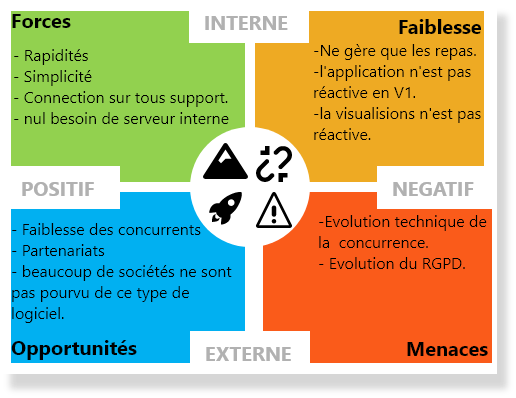 Forces
INTERNE
Faiblesse
- Rapidités
- Simplicité
- Connection sur tous support.
- nul besoin de serveur interne
-Ne gère que les repas.
-l'application n'est pas
réactive en V1.
-la visualisions n'est pas
réactive.
POSITIF
NEGATIF
- Faiblesse des concurrents
- Partenariats
- beaucoup de sociétés ne sont
pas pourvu de ce type de
logiciel.
-Evolution technique de
la  concurrence.
- Evolution du RGPD.
Opportunités
EXTERNE
Menaces